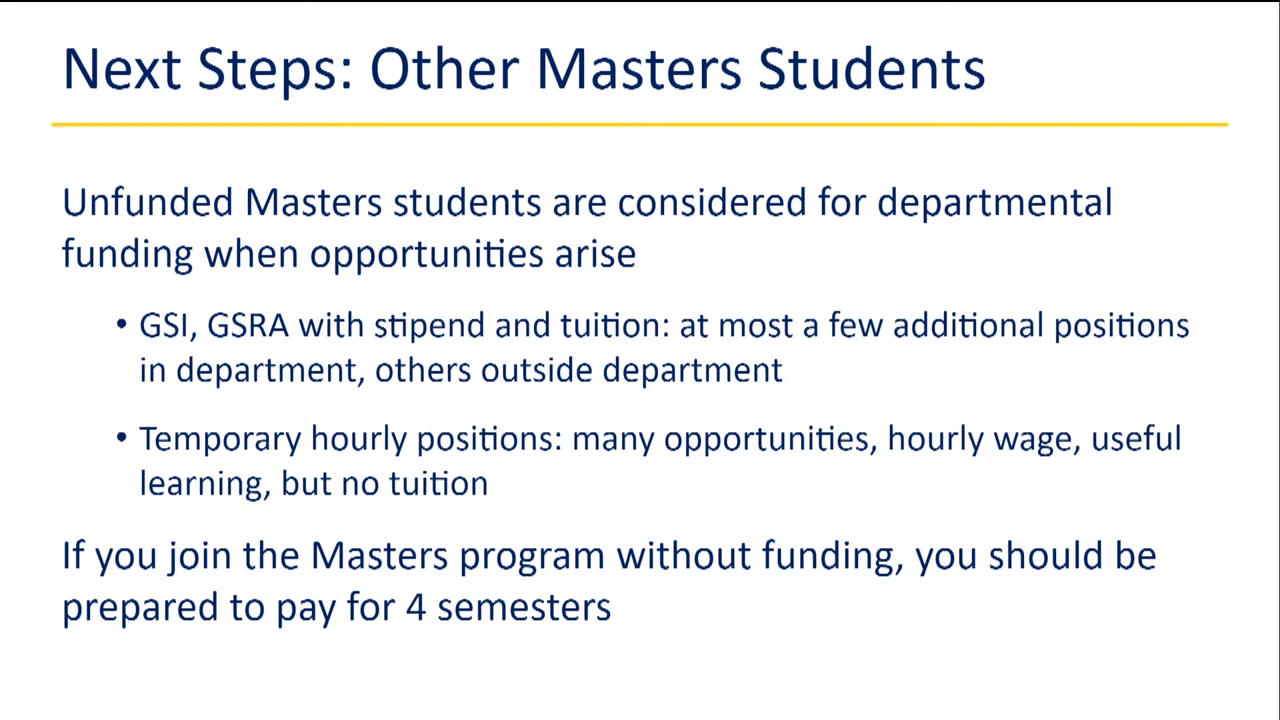 Next Steps: Other Masters Students
Unfunded Masters students are considered for departmental
funding when opportunities arise
• GSI, GSRA with stipend and tuition: at most a few additional positions
in department, others outside department
• Temporary hourly positions: many opportunities, hourly wage, useful
learning, but no tuition
If you join the Masters program without funding, you should be
prepared to pay for 4 semesters